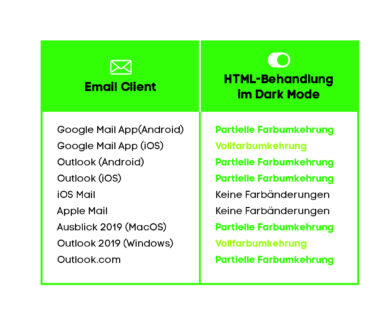 Email Client
HTML-Behandlung
im Dark Mode
Google Mail App(Android) Partielle Farbumkehrung
Google Mail App (iOS) Vollfarbumkehrung
Outlook (Android) Partielle Farbumkehrung
Outlook (iOS) Partielle Farbumkehrung
iOS Mail Keine Farbänderungen
Apple Mail Keine Farbänderungen
Ausblick 2019 (MacOS) Partielle Farbumkehrung
Outlook 2019 (Windows) Vollfarbumkehrung
Outlook.com Partielle Farbumkehrung